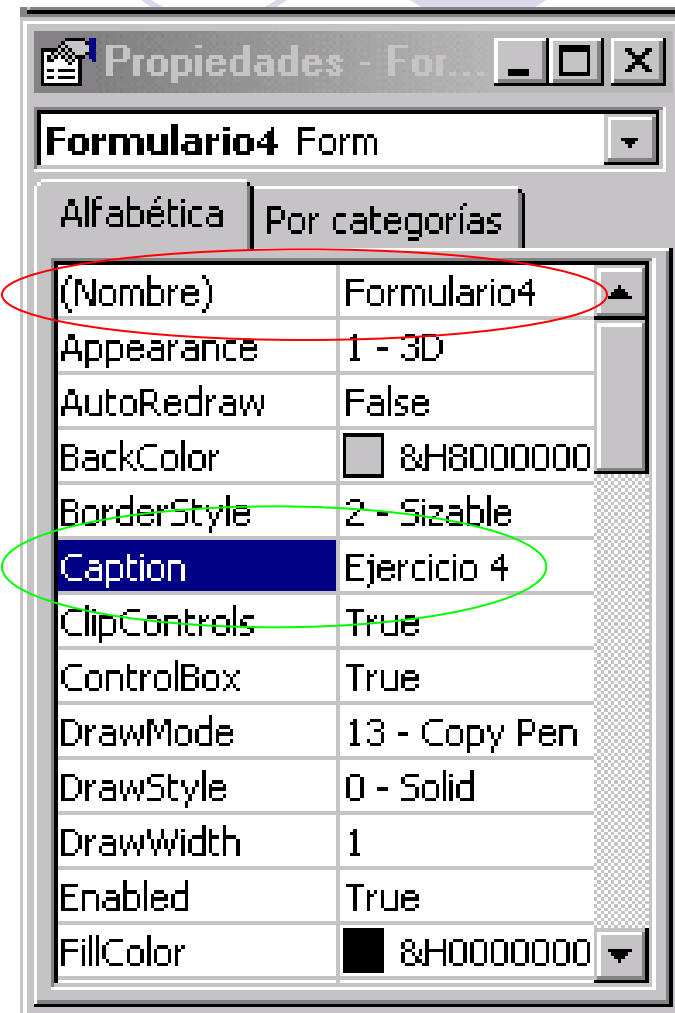 Propiedades - For...
Formulario4 Form
Alfabética Por categorías
(Nombre) Formulario4
Appearance 1 - 3D
AutoRedraw False
BackColor &H8000000
BorderStyle 2 - Sizable
Caption Ejercicio 4
ClipControls True
ControlBox True
DrawMode 13 - Copy Pen
DrawStyle 0 - Solid
DrawWidth 1
Enabled True
FillColor &H0000000